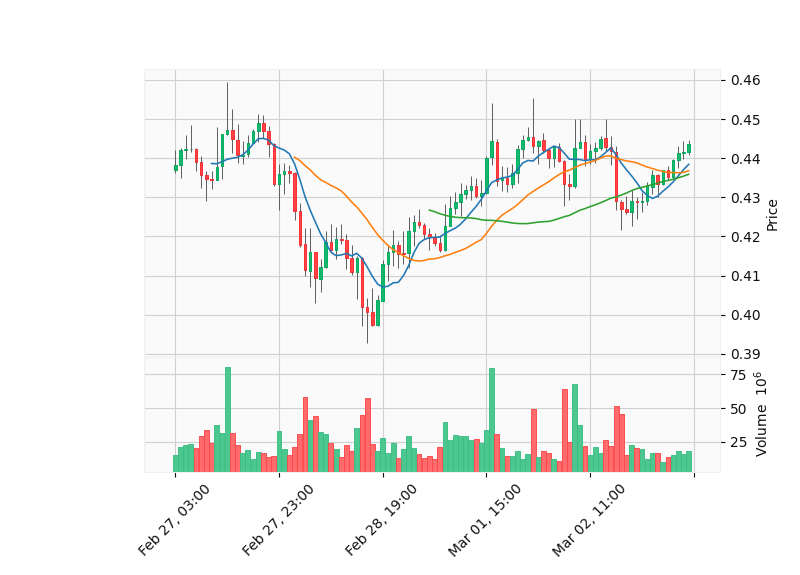 0.46
0.45
0.44
0.43
0.42
0.41
0.40
0.39
Price
75
50
25
Volume 10^6
Feb 27, 03:00
Feb 27, 23:00
Feb 28, 19:00
Mar 01, 15:00
Mar 02, 11:00